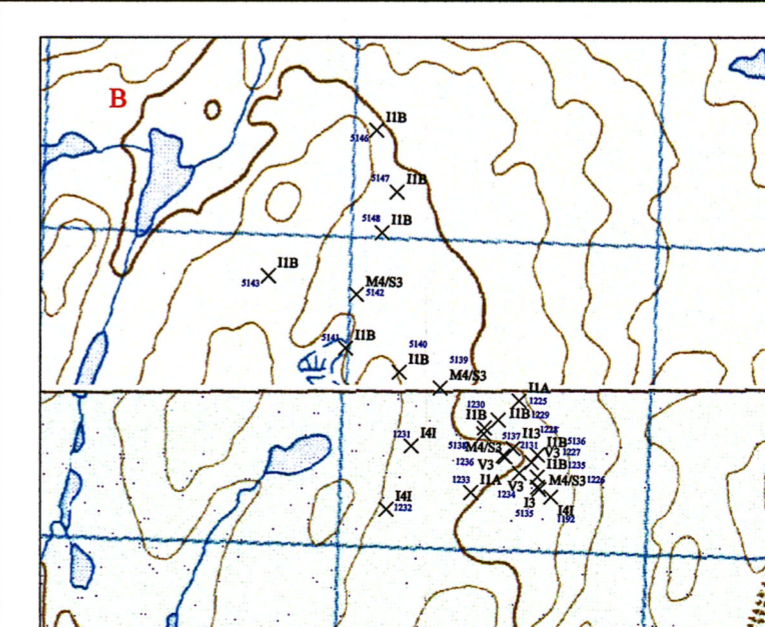 B
I1B
5146
5147
I1B
5148
I1B
I1B
5143
M4/S3
5142
5141
I1B
5140
I1B
5139
M4/S3
I1A
1225
1230
I1B
I1B
1229
1231
I4I
5137
I13
1228
2131
I1B
5136
M4/S3
V3
1227
1236
V3
I1B
1235
1233
I1A
M4/S3
1226
1234
V3
I4I
1232
I3
5135
I4I
1192